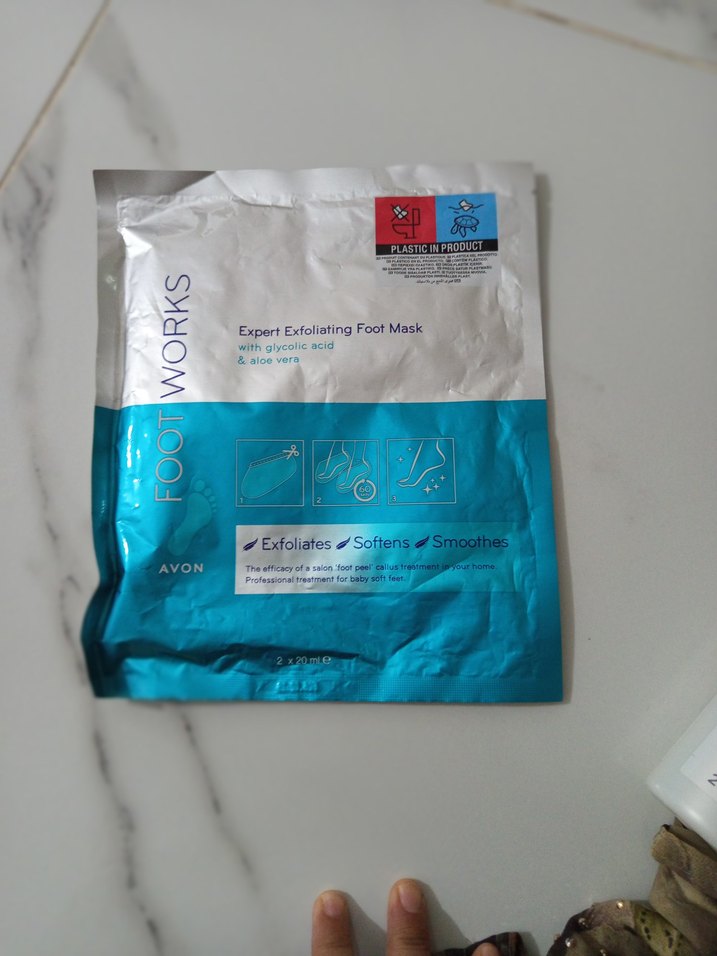 PLASTIC IN PRODUCT
FOOT WORKS
Expert Exfoliating Foot Mask
with glycolic acid
& aloe vera
1
2
60
3
Exfoliates Softens Smoothes
The efficacy of a salon 'foot peel' callus treatment in your home.
Professional treatment for baby soft feet.
AVON
2 x 20 ml ℮